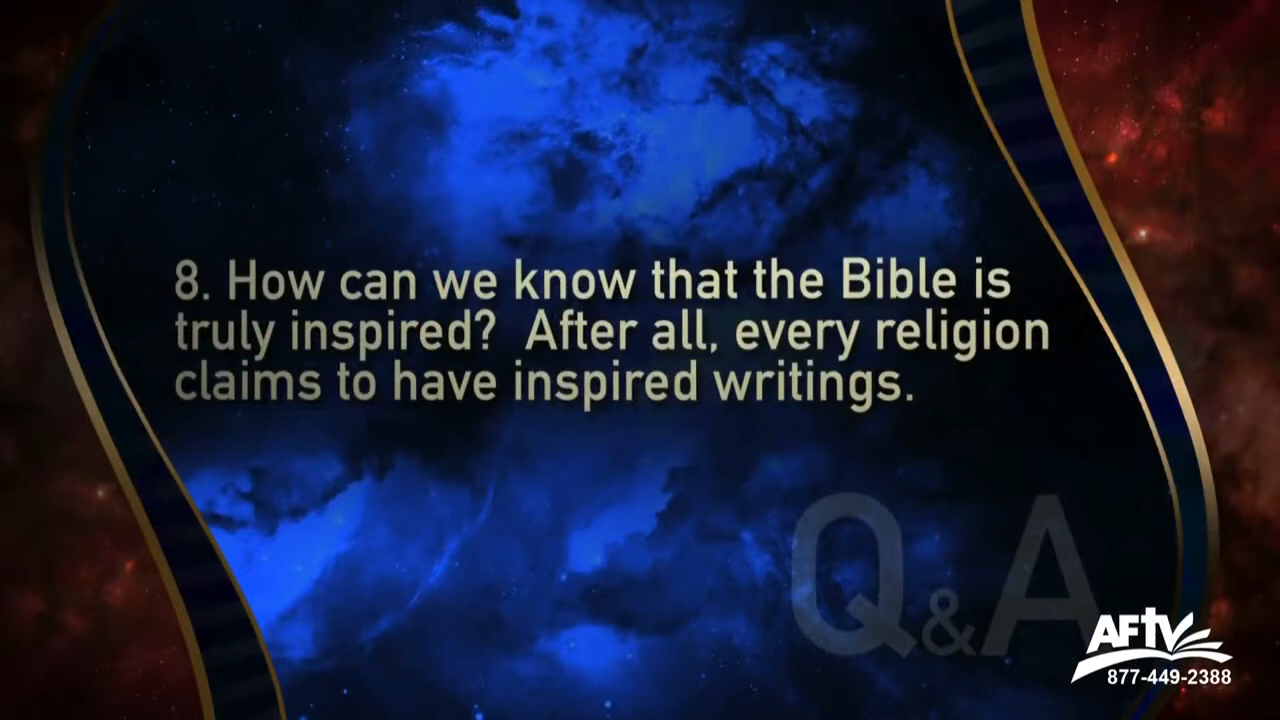 8. How can we know that the Bible is
truly inspired?  After all, every religion
claims to have inspired writings.
Q&A
AFTV
877-449-2388